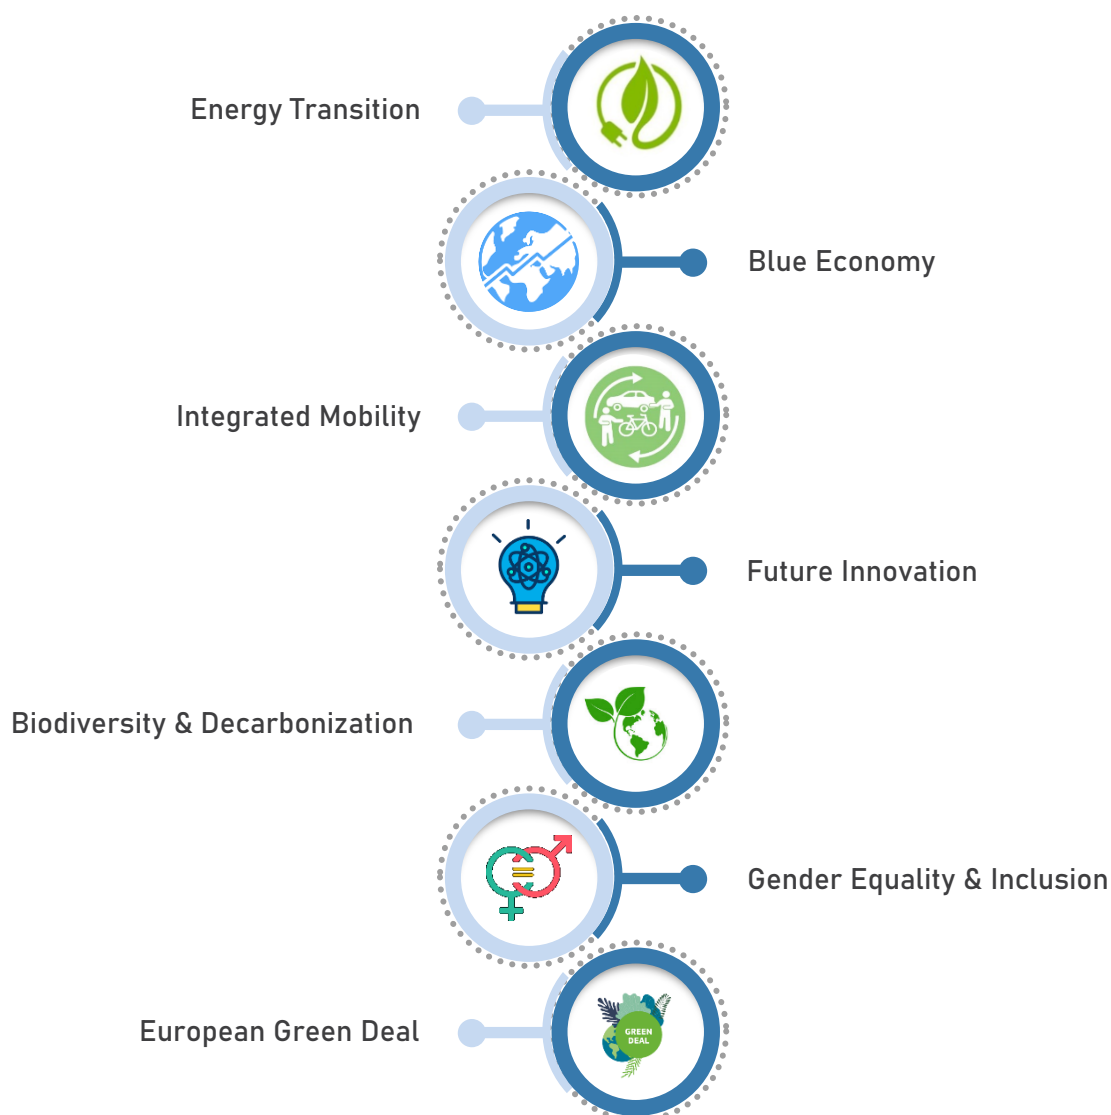 Energy Transition
Blue Economy
Integrated Mobility
Future Innovation
Biodiversity & Decarbonization
Gender Equality & Inclusion
European Green Deal
GREEN
DEAL